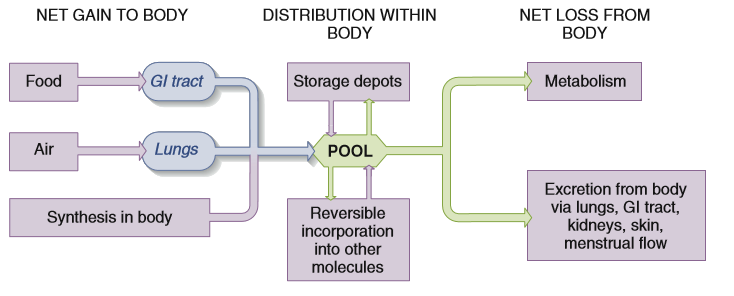 NET GAIN TO BODY
DISTRIBUTION WITHIN
BODY
NET LOSS FROM
BODY
Food
GI tract
Air
Lungs
Synthesis in body
Storage depots
POOL
Reversible
incorporation
into other
molecules
Metabolism
Excretion from body
via lungs, GI tract,
kidneys, skin,
menstrual flow